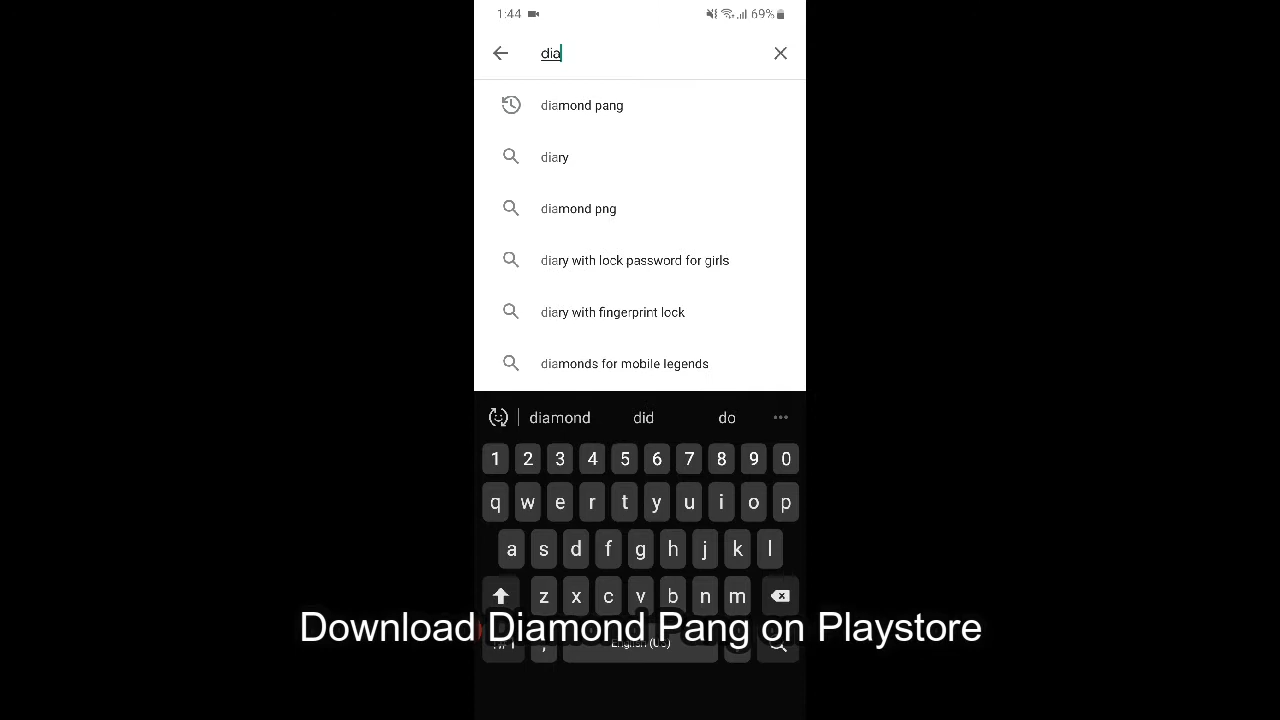 1:44 69%
dia
diamond pang
diary
diamond png
diary with lock password for girls
diary with fingerprint lock
diamonds for mobile legends
diamond did do
1 2 3 4 5 6 7 8 9 0
q w e r t y u i o p
a s d f g h j k l
z x c v b n m
Download Diamond Pang on Playstore
English (US)